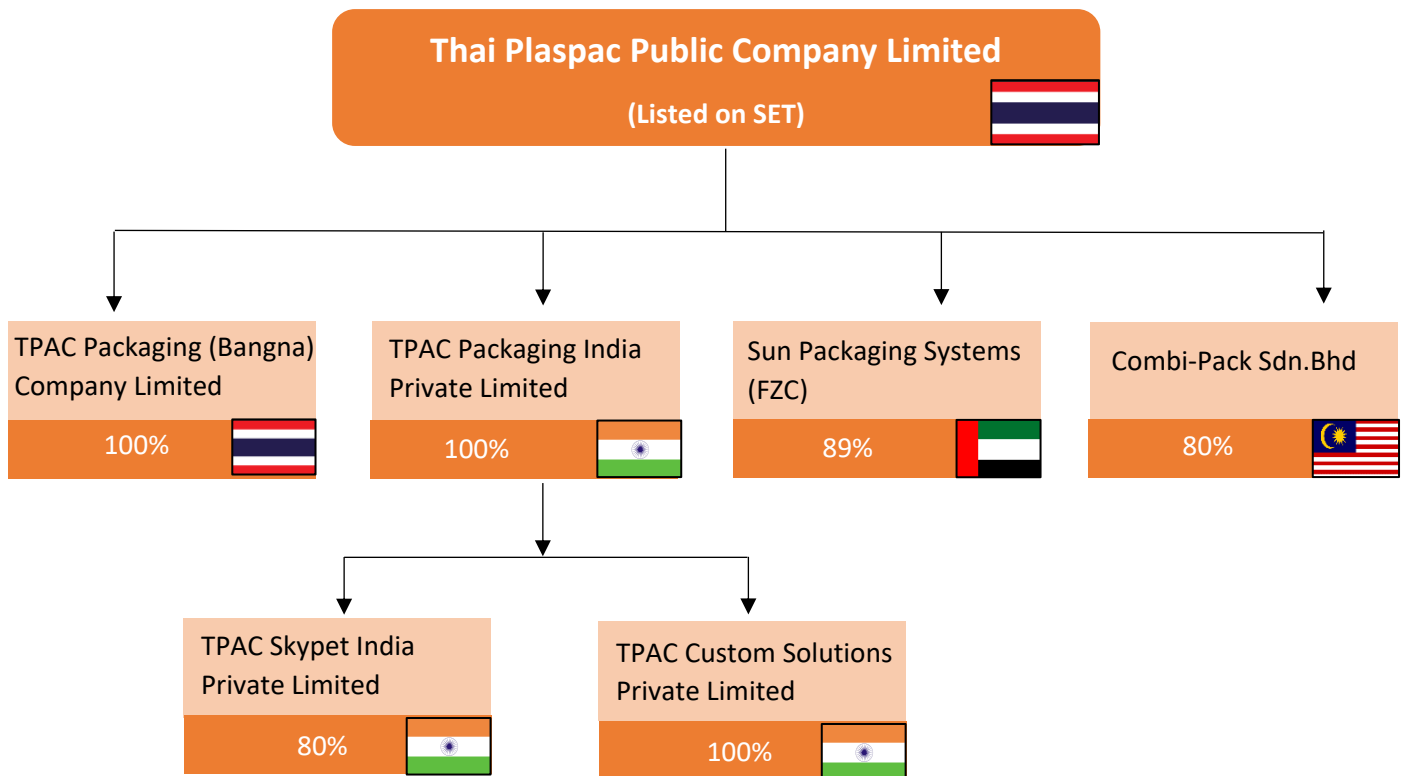 Thai Plaspac Public Company Limited
(Listed on SET)
TPAC Packaging (Bangna)
Company Limited
100%
TPAC Packaging India
Private Limited
100%
Sun Packaging Systems
(FZC)
89%
Combi-Pack Sdn.Bhd
80%
TPAC Skypet India
Private Limited
80%
TPAC Custom Solutions
Private Limited
100%